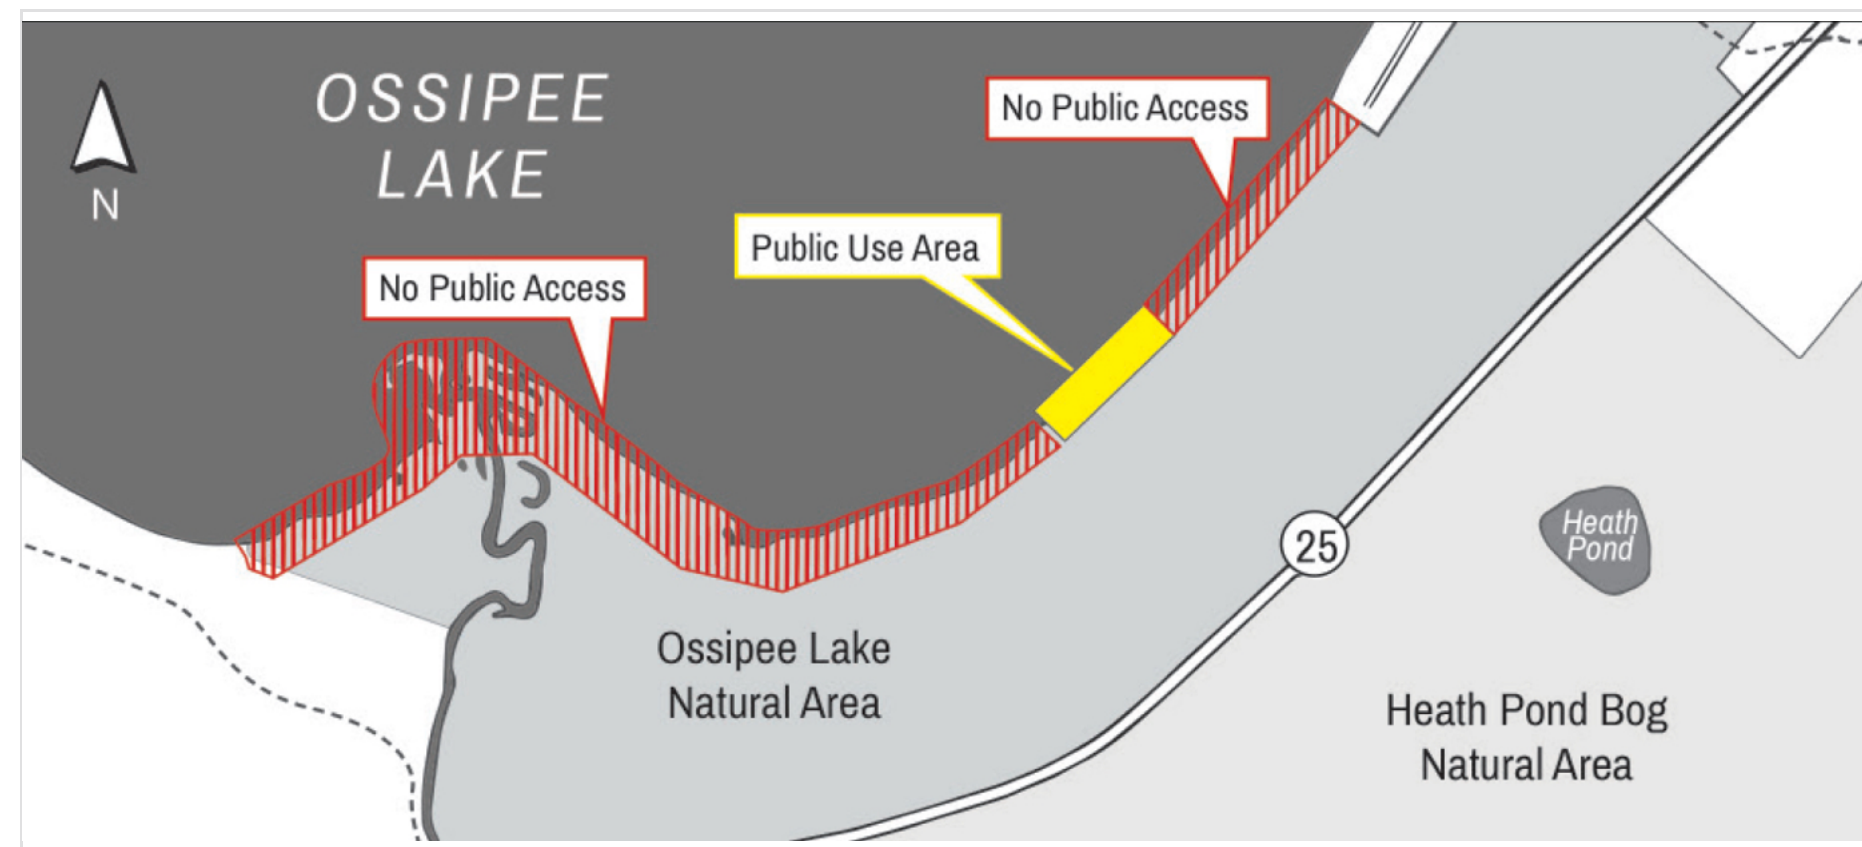 OSSIPEE
LAKE
N
No Public Access
Public Use Area
No Public Access
25
Heath
Pond
Ossipee Lake
Natural Area
Heath Pond Bog
Natural Area